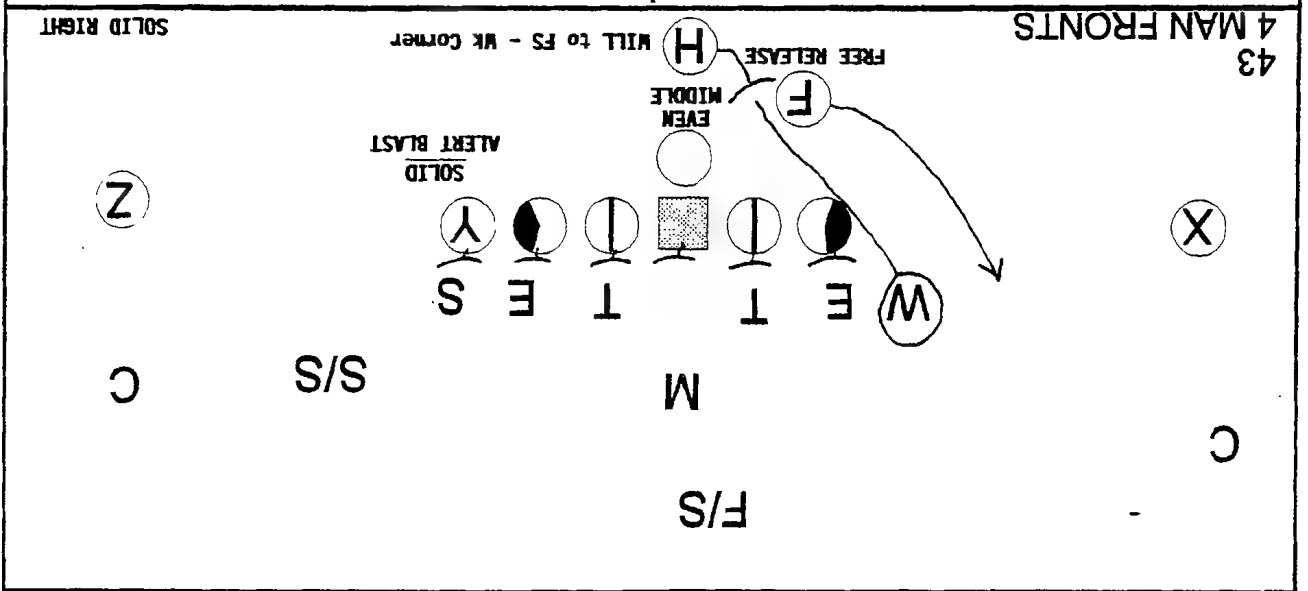 F/S
C
C M S/S C
W E T T E S
X Y Z
SOLID
ALERT BLAST
EVEN
MIDDLE
F
FREE RELEASE
H WILL to FS - Wk Corner
43
4 MAN FRONTS
SOLID RIGHT